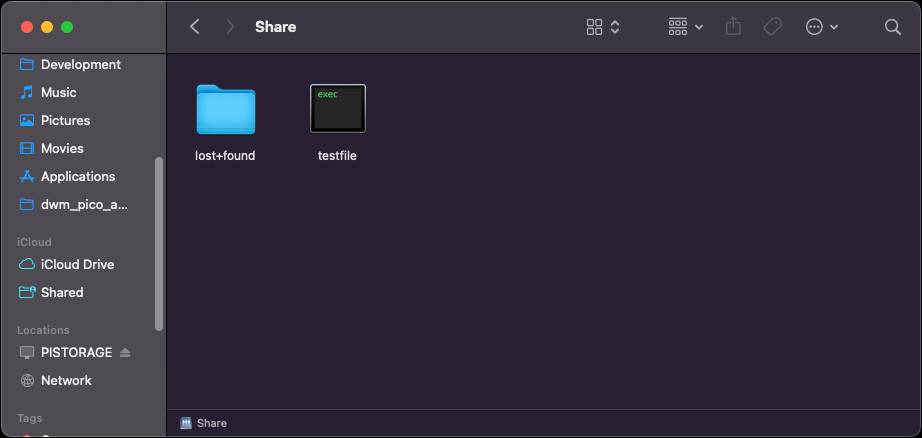 Share
Development
Music
Pictures
Movies
Applications
dwm_pico_a...
iCloud
iCloud Drive
Shared
Locations
PISTORAGE
Network
Tags
exec
lost+found
testfile
Share